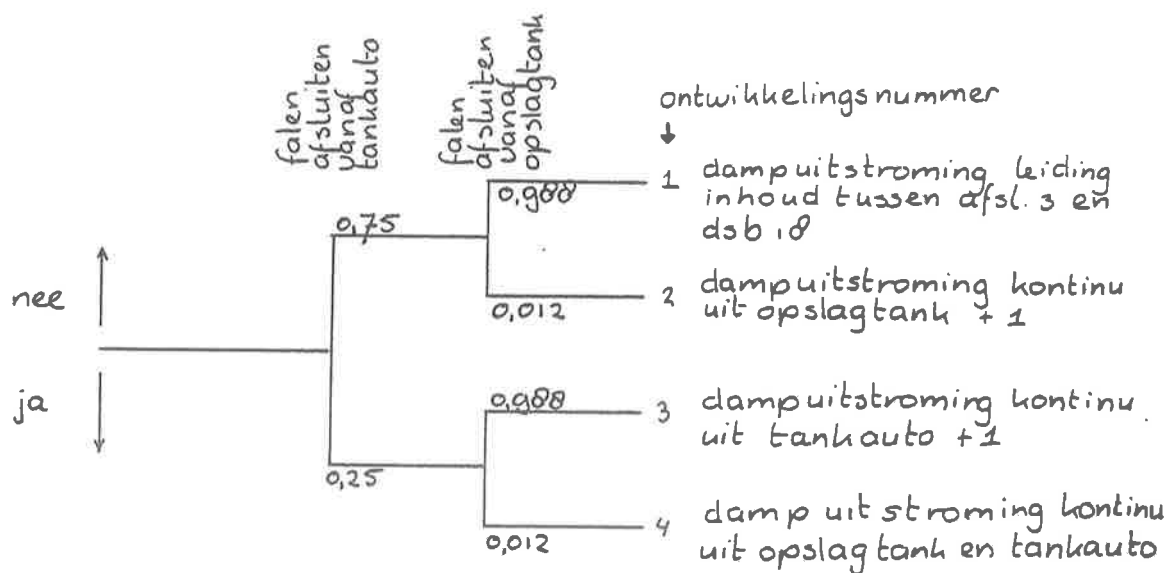 falen
afsluiten
vanaf
tankauto
falen
afsluiten
vanaf
opslagtank
ontwikkelingsnummer
0,988
1 dampuitstroming leiding
inhoud tussen afsl. 3 en
dsb 18
0,75
nee
0,012
2 dampuitstroming kontinu
uit opslagtank + 1
ja
0,988
3 dampuitstroming kontinu
uit tankauto + 1
0,25
0,012
4 damp uit stroming kontinu
uit opslagtank en tankauto